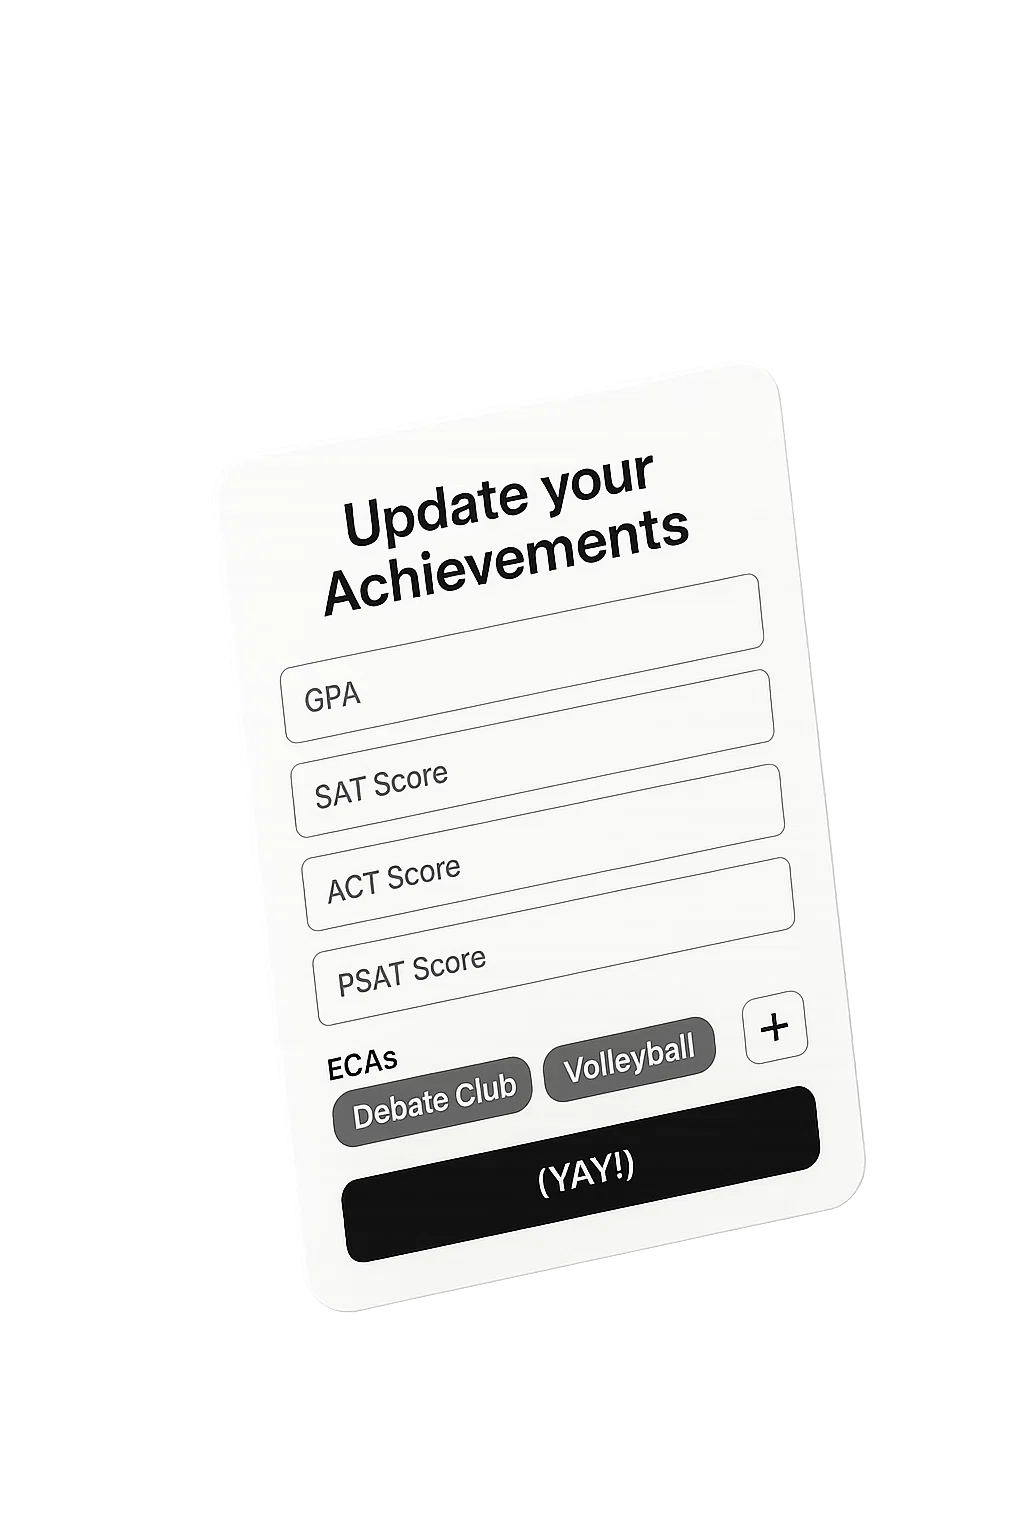 Update your
Achievements
GPA
SAT Score
ACT Score
PSAT Score
ECAs
Debate Club
Volleyball
+
(YAY!)